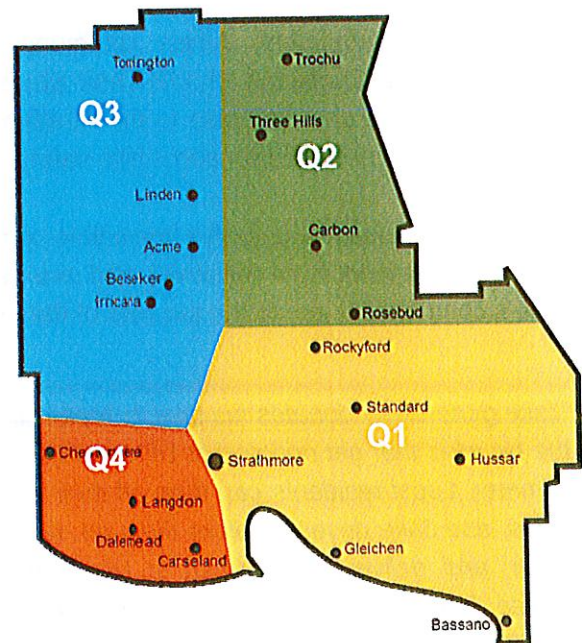 Torrington
Trochu
Q3
Three Hills
Q2
Linden
Carbon
Acme
Beiseker
Irricana
Rosebud
Rockyford
Standard
Q1
Q4
Strathmore
Hussar
Langdon
Dalemead
Carseland
Gleichen
Bassano